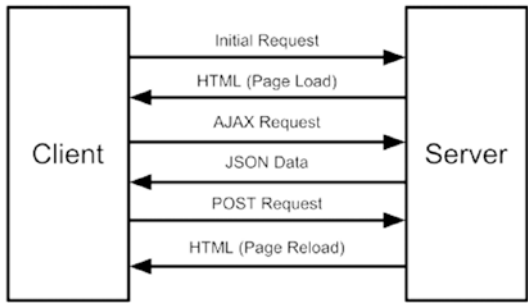 Initial Request
HTML (Page Load)
AJAX Request
Client
Server
JSON Data
POST Request
HTML (Page Reload)